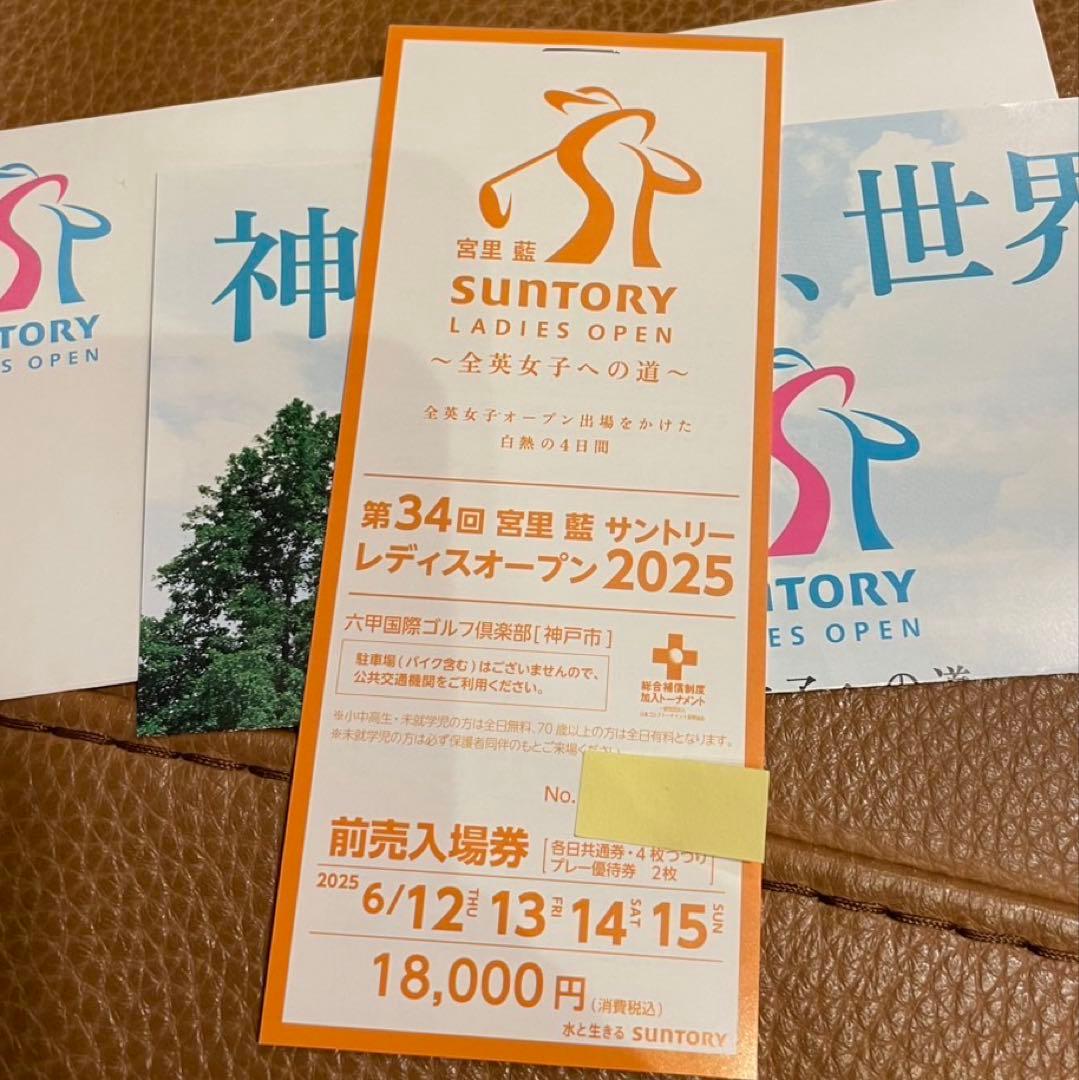 宮里 藍
SUNTORY
LADIES OPEN
～全英女子への道～
全英女子オープン出場をかけた
白熱の4日間
第34回 宮里 藍 サントリー
レディスオープン2025
六甲国際ゴルフ倶楽部[神戸市]
駐車場(バイク含む)はございませんので、
公共交通機関をご利用ください。
総合補償制度
加入トーナメント
※小中高生・未就学児の方は全日無料、70歳以上の方は全日有料となります。
※未就学児の方は必ず保護者同伴のもとご来場ください
No.
前売入場券
各日共通券・4枚つづり
プレー優待券 2枚
2025 6/12 THU 13 FRI 14 SAT 15 SUN
18,000円(消費税込)
水と生きる SUNTORY
TORY
S OPEN
神
、世界
TORY
IES OPEN
子への道